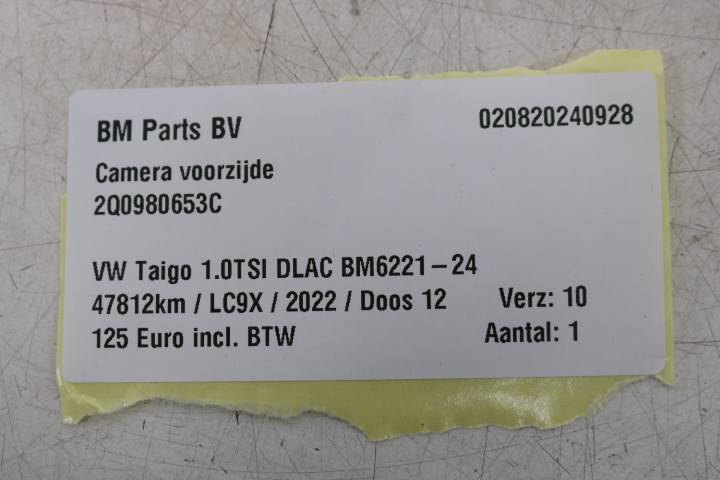 BM Parts BV 020820240928
Camera voorzijde
2Q0980653C
VW Taigo 1.0TSI DLAC BM6221-24
47812km / LC9X / 2022 / Doos 12 Verz: 10
125 Euro incl. BTW Aantal: 1